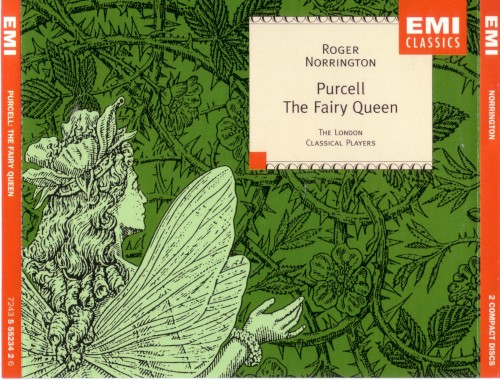 EMI
PURCELL: THE FAIRY QUEEN
7243 5 55234 2 6
ROGER
NORRINGTON
Purcell
The Fairy Queen
THE LONDON
CLASSICAL PLAYERS
EMI
CLASSICS
EMI
NORRINGTON
2 COMPACT DISCS